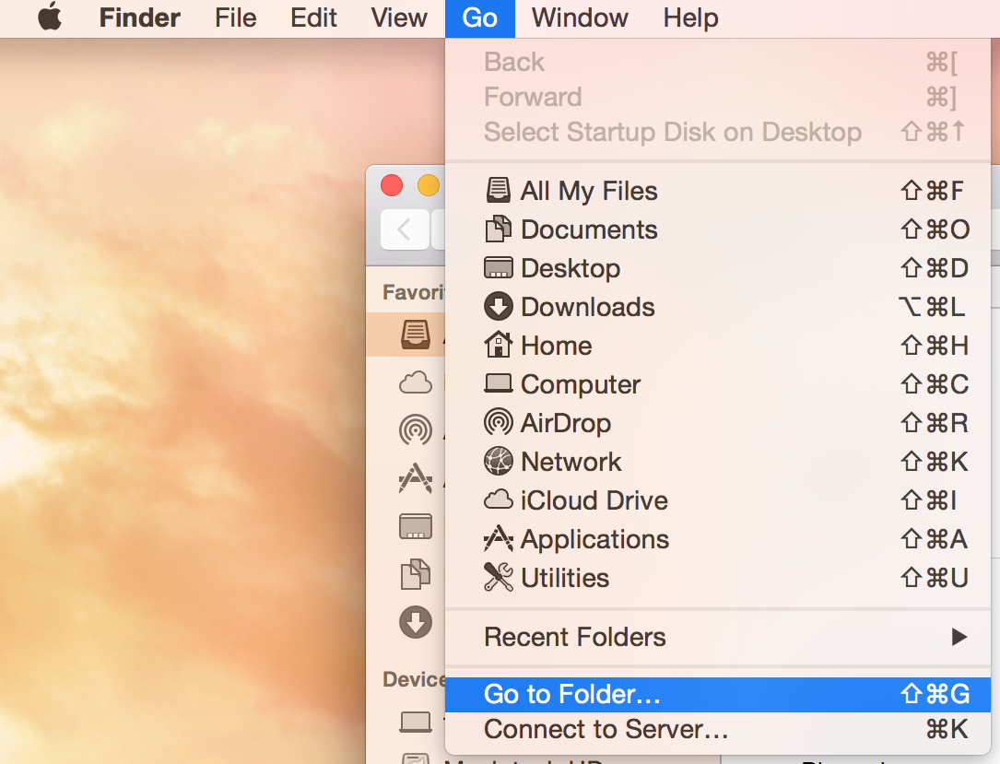 Finder File Edit View Go Window Help
Back ⌘[
Forward ⌘]
Select Startup Disk on Desktop ⇧⌘↑
All My Files ⇧⌘F
Documents ⇧⌘O
Desktop ⇧⌘D
Downloads ⌥⌘L
Home ⇧⌘H
Computer ⇧⌘C
AirDrop ⇧⌘R
Network ⇧⌘K
iCloud Drive ⇧⌘I
Applications ⇧⌘A
Utilities ⇧⌘U
Recent Folders ▶
Go to Folder... ⇧⌘G
Connect to Server... ⌘K
Favori
Device